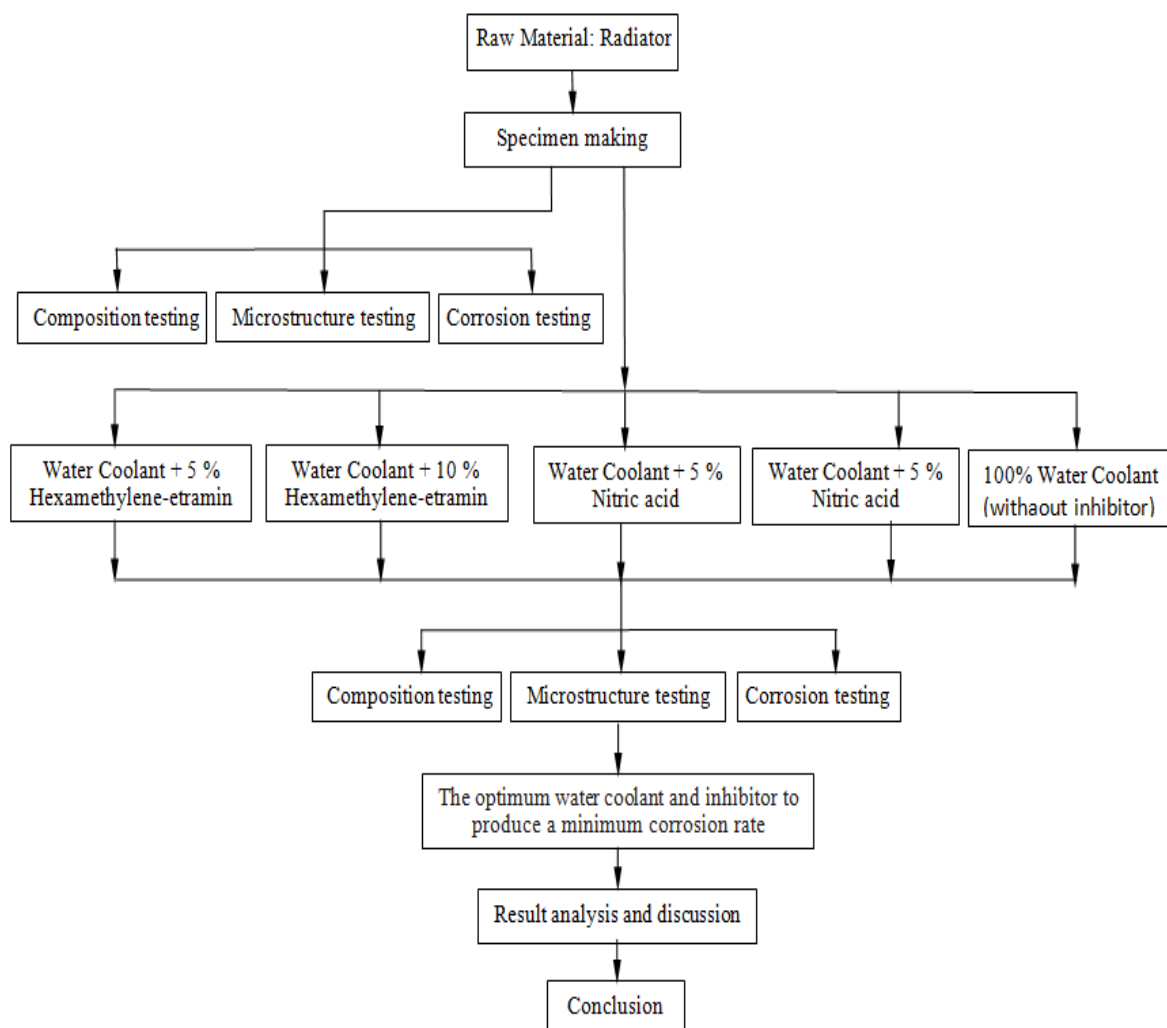 Raw Material: Radiator
Specimen making
Composition testing
Microstructure testing
Corrosion testing
Water Coolant + 5 %
Hexamethylene-etramin
Water Coolant + 10 %
Hexamethylene-etramin
Water Coolant + 5 %
Nitric acid
Water Coolant + 5 %
Nitric acid
100% Water Coolant
(withaout inhibitor)
Composition testing
Microstructure testing
Corrosion testing
The optimum water coolant and inhibitor to
produce a minimum corrosion rate
Result analysis and discussion
Conclusion